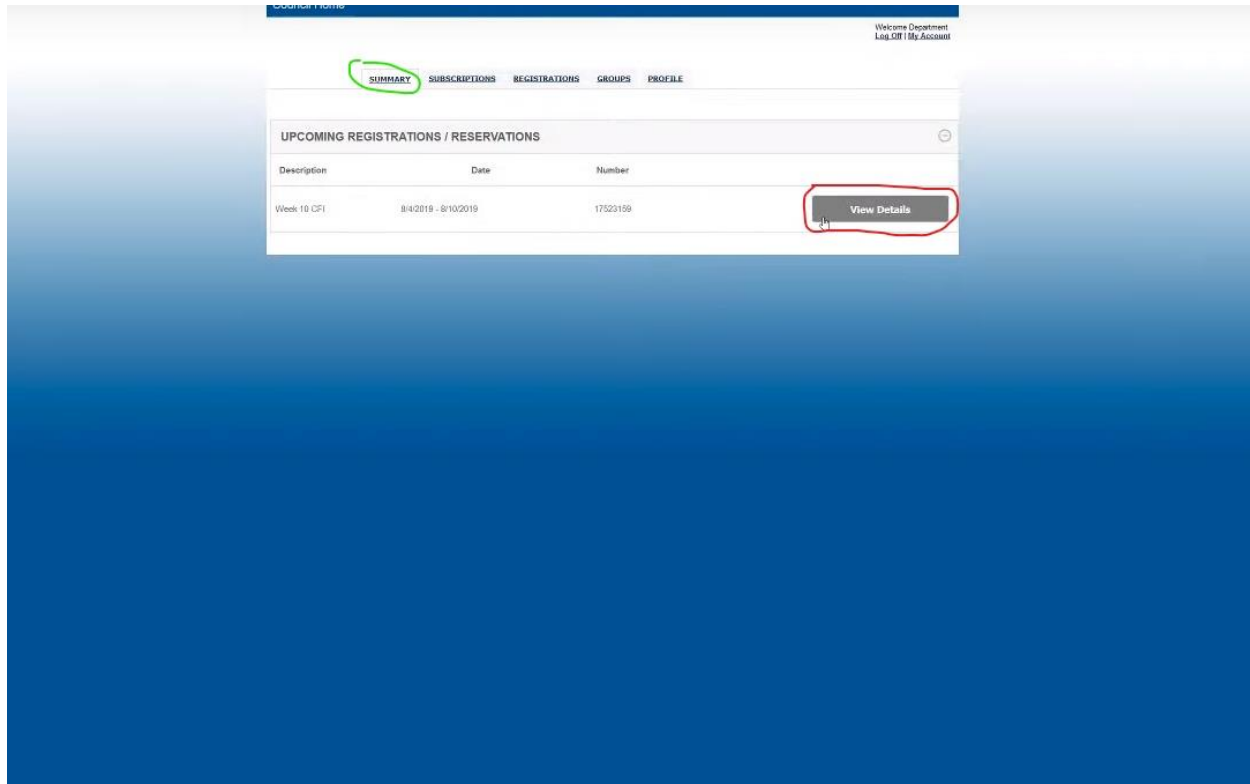 Council Home
Welcome Department
Log Off | My Account
SUMMARY SUBSCRIPTIONS REGISTRATIONS GROUPS PROFILE
UPCOMING REGISTRATIONS / RESERVATIONS
Description Date Number
Week 10 CFI 8/4/2019 - 8/10/2019 17523159 View Details